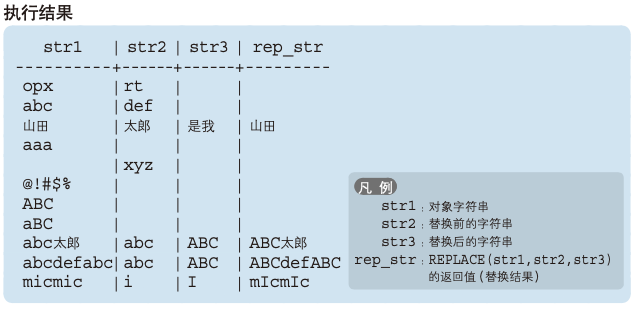 执行结果
str1 | str2 | str3 | rep_str
----------+------+------+---------
opx | rt | |
abc | def | |
山田 | 太郎 | 是我 | 山田
aaa | | |
| xyz | |
@!#$% | | |
ABC | | |
aBC | | |
abc太郎 | abc | ABC | ABC太郎
abcdefabc| abc | ABC | ABCdefABC
micmic | i | I | mIcmIc
凡 例
str1：对象字符串
str2：替换前的字符串
str3：替换后的字符串
rep_str：REPLACE(str1,str2,str3)
的返回值(替换结果)